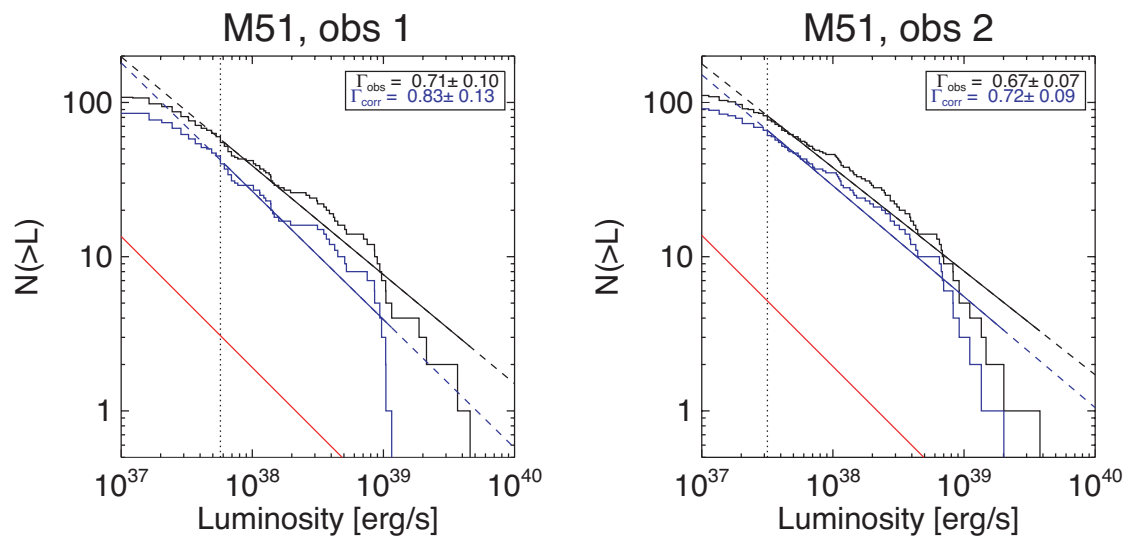 M51, obs 1
Γobs = 0.71± 0.10
Γcorr = 0.83± 0.13
100
10
1
N(>L)
10^37 10^38 10^39 10^40
Luminosity [erg/s]
M51, obs 2
Γobs = 0.67± 0.07
Γcorr = 0.72± 0.09
100
10
1
N(>L)
10^37 10^38 10^39 10^40
Luminosity [erg/s]